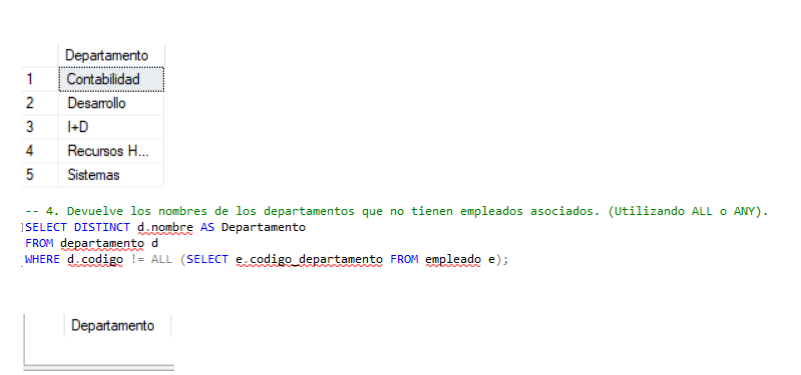 Departamento
1 Contabilidad
2 Desarrollo
3 I+D
4 Recursos H...
5 Sistemas
-- 4. Devuelve los nombres de los departamentos que no tienen empleados asociados. (Utilizando ALL o ANY).
SELECT DISTINCT d.nombre AS Departamento
FROM departamento d
WHERE d.codigo != ALL (SELECT e.codigo_departamento FROM empleado e);
Departamento